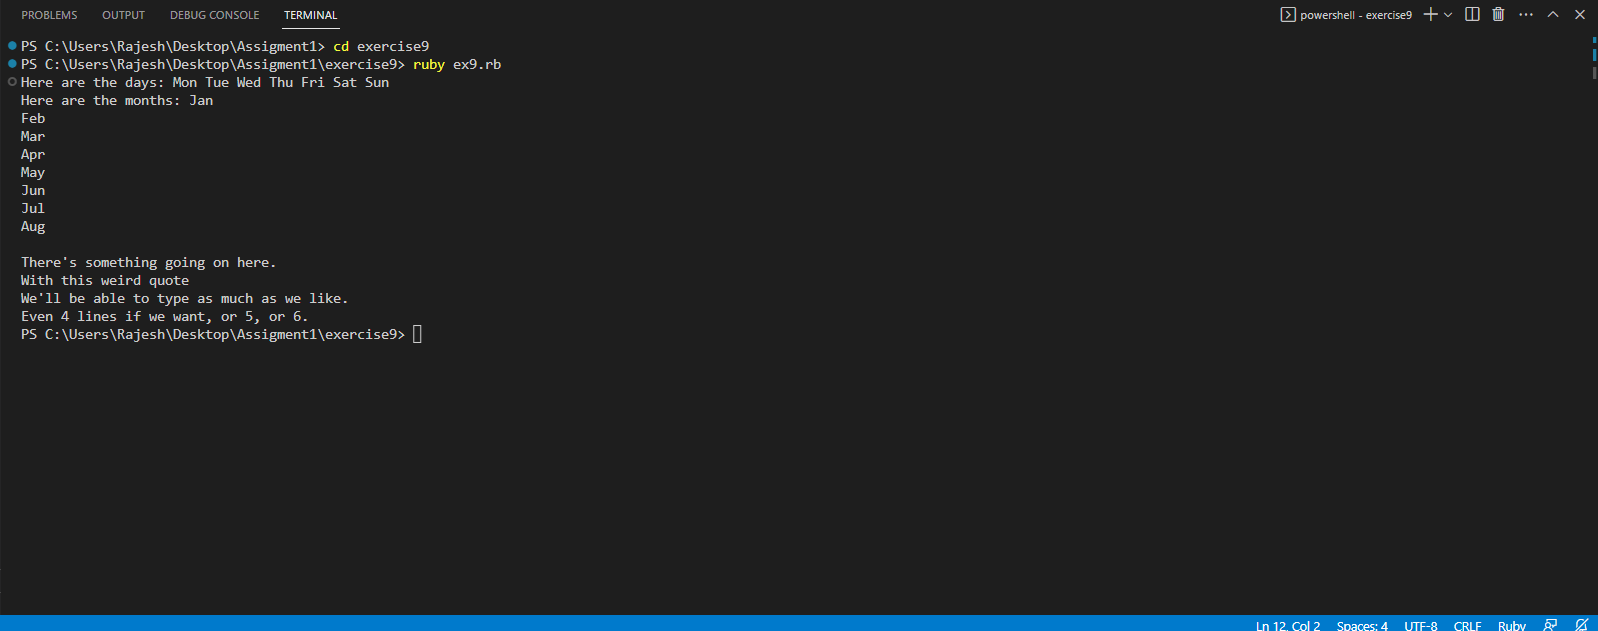 PROBLEMS OUTPUT DEBUG CONSOLE TERMINAL powershell - exercise9
PS C:\Users\Rajesh\Desktop\Assigment1> cd exercise9
PS C:\Users\Rajesh\Desktop\Assigment1\exercise9> ruby ex9.rb
Here are the days: Mon Tue Wed Thu Fri Sat Sun
Here are the months: Jan
Feb
Mar
Apr
May
Jun
Jul
Aug
There's something going on here.
With this weird quote
We'll be able to type as much as we like.
Even 4 lines if we want, or 5, or 6.
PS C:\Users\Rajesh\Desktop\Assigment1\exercise9>
Ln 12, Col 2 Spaces: 4 UTF-8 CRLF Ruby